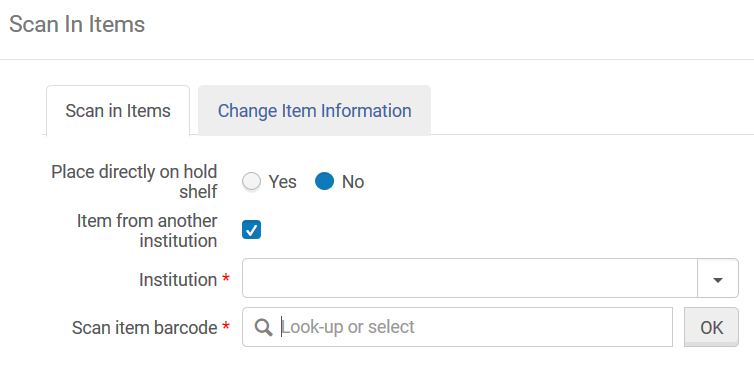 Scan In Items
Scan in Items
Change Item Information
Place directly on hold
shelf
Yes
No
Item from another
institution
Institution *
Scan item barcode *
Look-up or select
OK